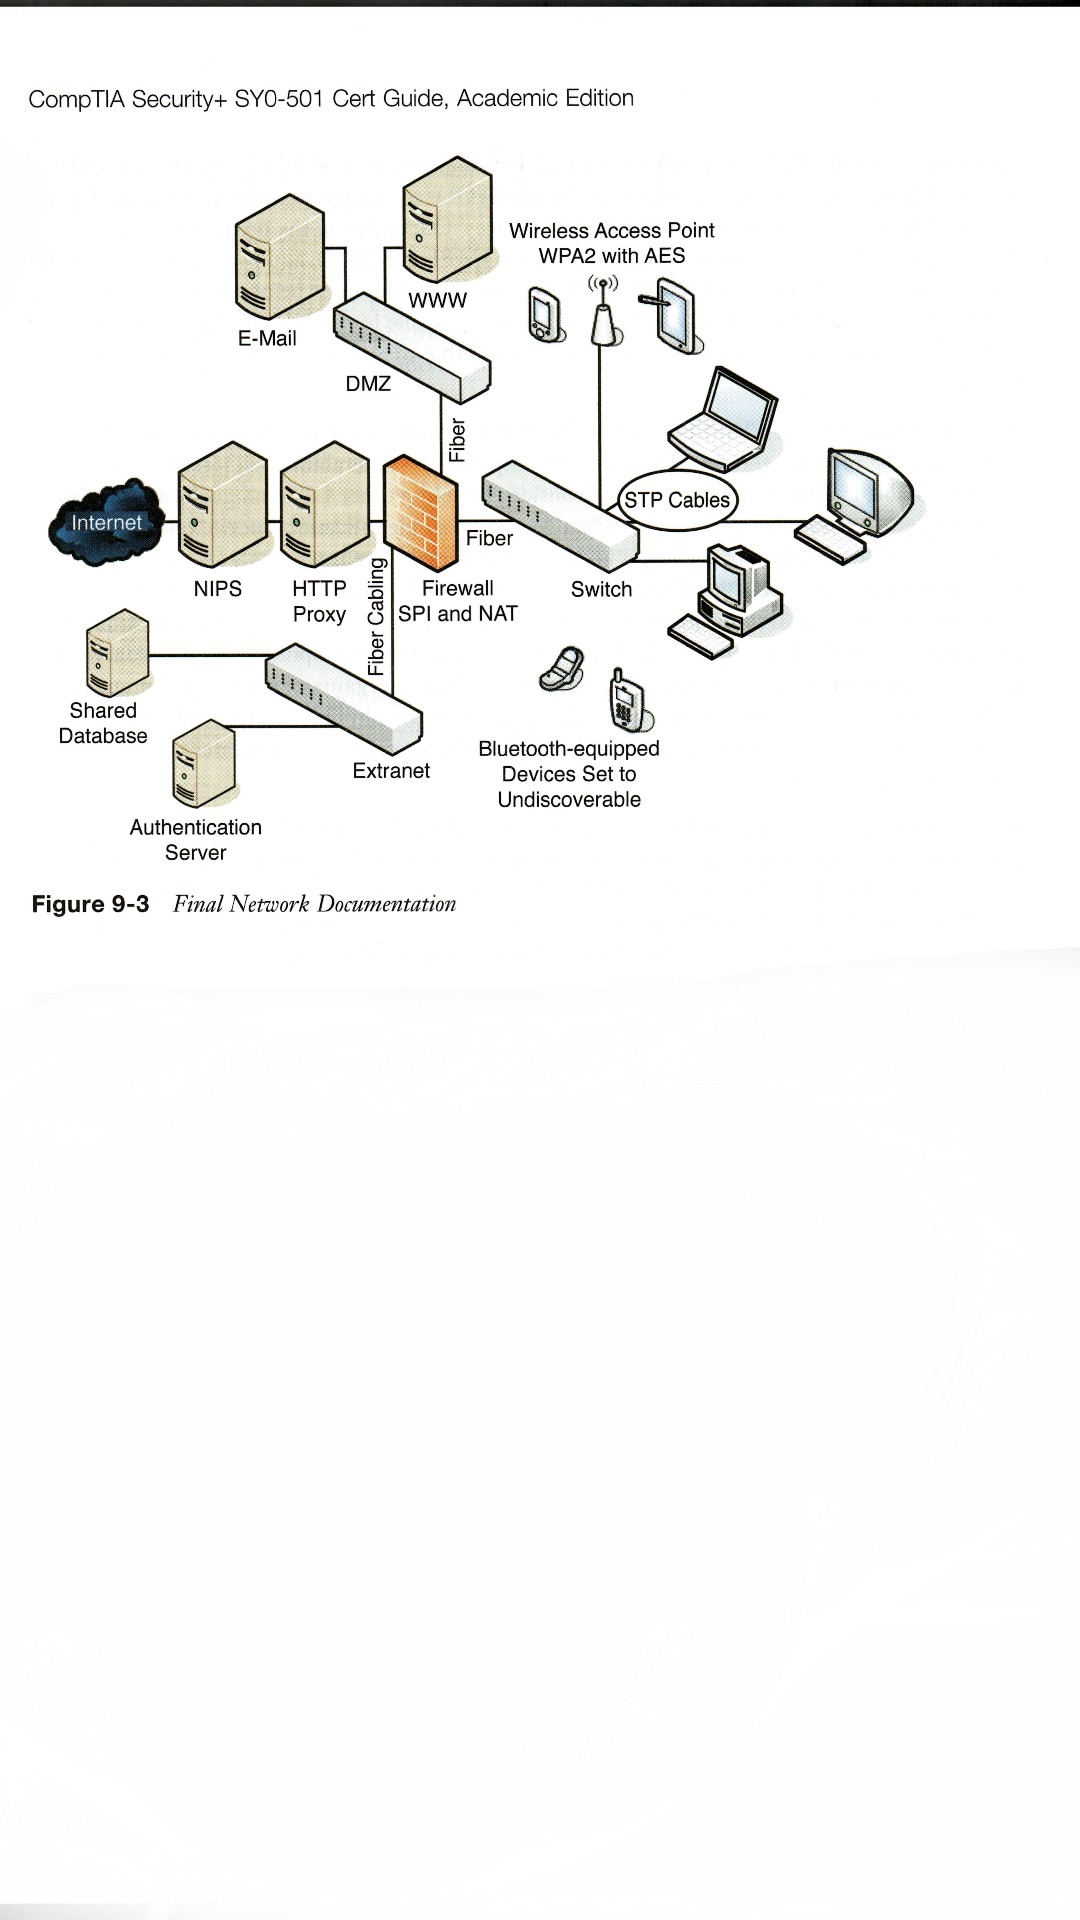 CompTIA Security+ SY0-501 Cert Guide, Academic Edition
E-Mail
WWW
DMZ
Wireless Access Point
WPA2 with AES
Fiber
STP Cables
Internet
NIPS
HTTP
Proxy
Firewall
SPI and NAT
Fiber
Switch
Fiber Cabling
Shared
Database
Authentication
Server
Extranet
Bluetooth-equipped
Devices Set to
Undiscoverable
Figure 9-3 Final Network Documentation